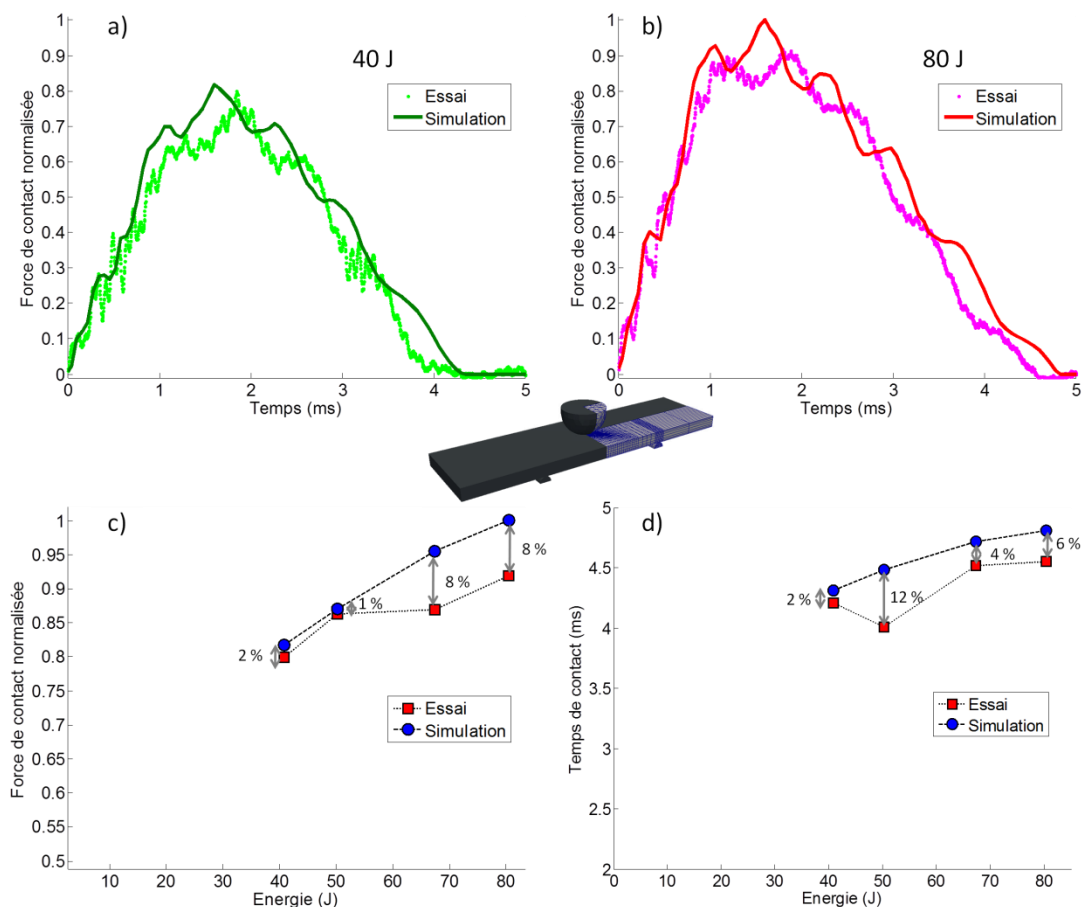 a)
40 J
Force de contact normalisée
1
0.9
0.8
0.7
0.6
0.5
0.4
0.3
0.2
0.1
0
Essai
Simulation
0 1 2 3 4 5
Temps (ms)
b)
80 J
Force de contact normalisée
1
0.9
0.8
0.7
0.6
0.5
0.4
0.3
0.2
0.1
0
Essai
Simulation
0 1 2 3 4 5
Temps (ms)
c)
Force de contact normalisée
1
0.95
0.9
0.85
0.8
0.75
0.7
0.65
0.6
0.55
0.5
2 %
1 %
8 %
8 %
Essai
Simulation
10 20 30 40 50 60 70 80
Energie (J)
d)
Temps de contact (ms)
5
4.5
4
3.5
3
2.5
2
2 %
12 %
4 %
6 %
Essai
Simulation
0 10 20 30 40 50 60 70 80
Energie (J)